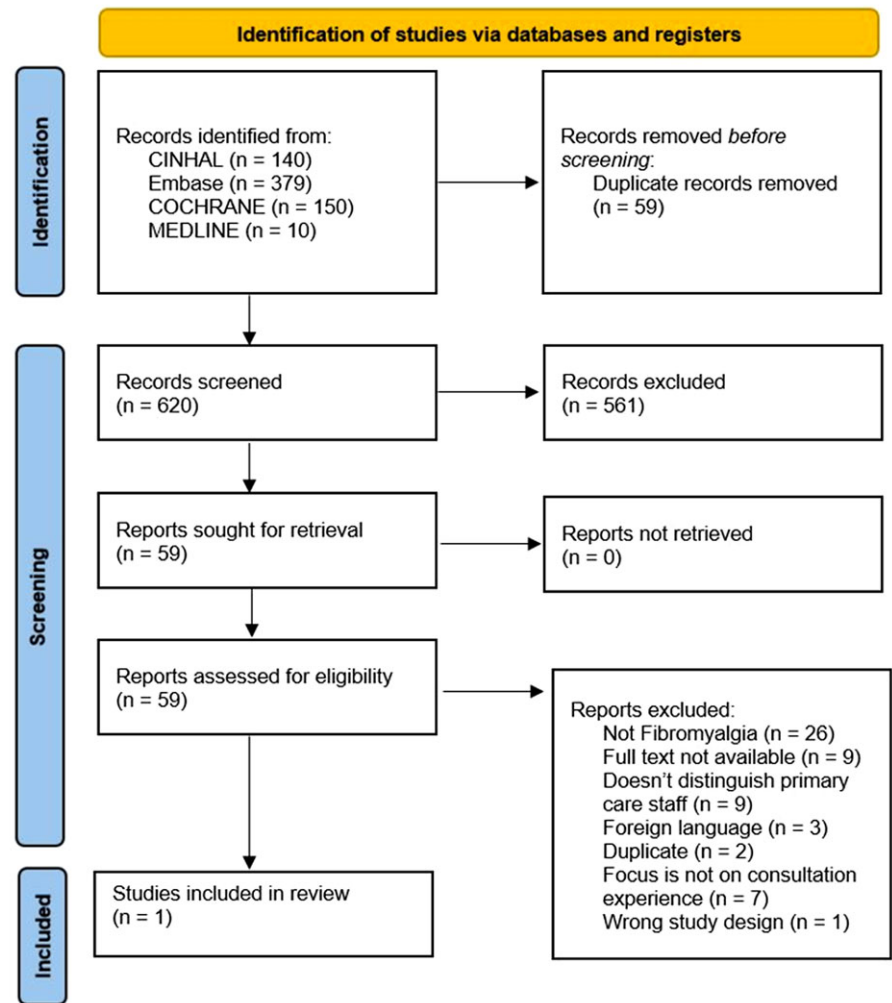 Identification of studies via databases and registers
Identification
Records identified from:
CINHAL (n = 140)
Embase (n = 379)
COCHRANE (n = 150)
MEDLINE (n = 10)
Records removed before
screening:
Duplicate records removed
(n = 59)
Screening
Records screened
(n = 620)
Records excluded
(n = 561)
Reports sought for retrieval
(n = 59)
Reports not retrieved
(n = 0)
Reports assessed for eligibility
(n = 59)
Reports excluded:
Not Fibromyalgia (n = 26)
Full text not available (n = 9)
Doesn't distinguish primary
care staff (n = 9)
Foreign language (n = 3)
Duplicate (n = 2)
Focus is not on consultation
experience (n = 7)
Wrong study design (n = 1)
Included
Studies included in review
(n = 1)